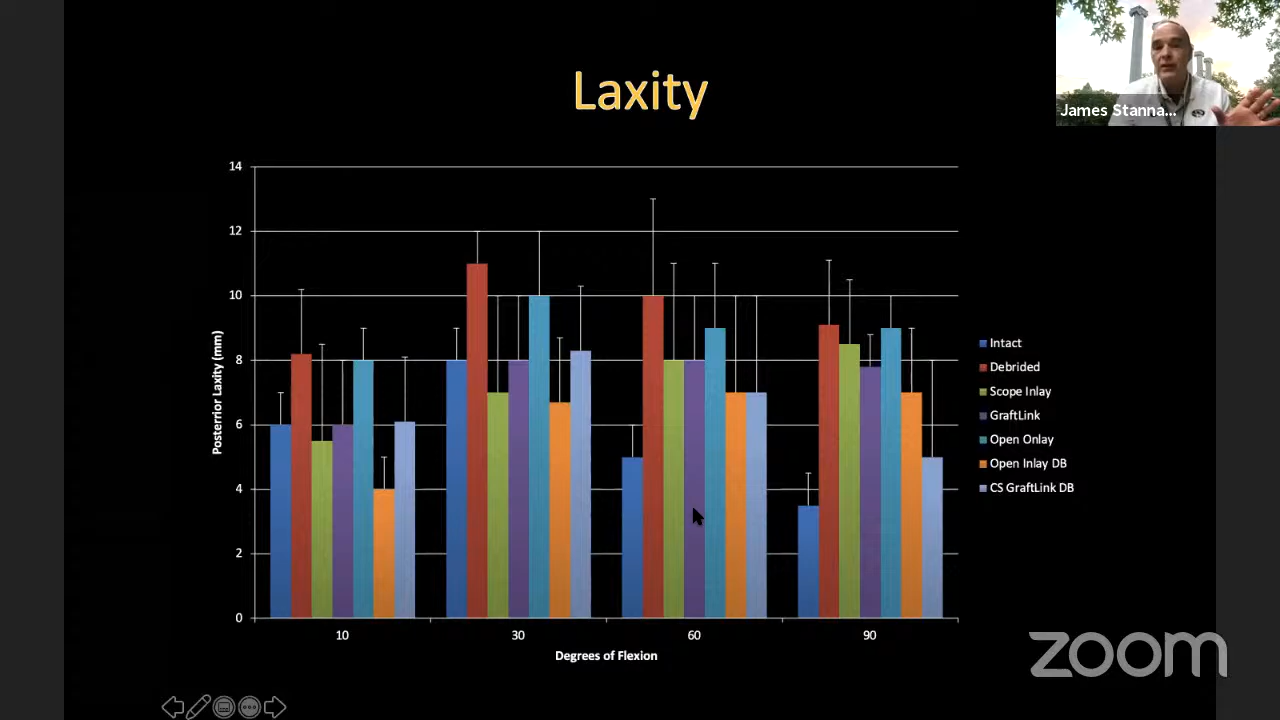 Laxity
James Stanna...
14
12
10
8
6
4
2
0
Posterrior Laxity (mm)
10 30 60 90
Degrees of Flexion
Intact
Debrided
Scope Inlay
GraftLink
Open Onlay
Open Inlay DB
CS GraftLink DB
zoom